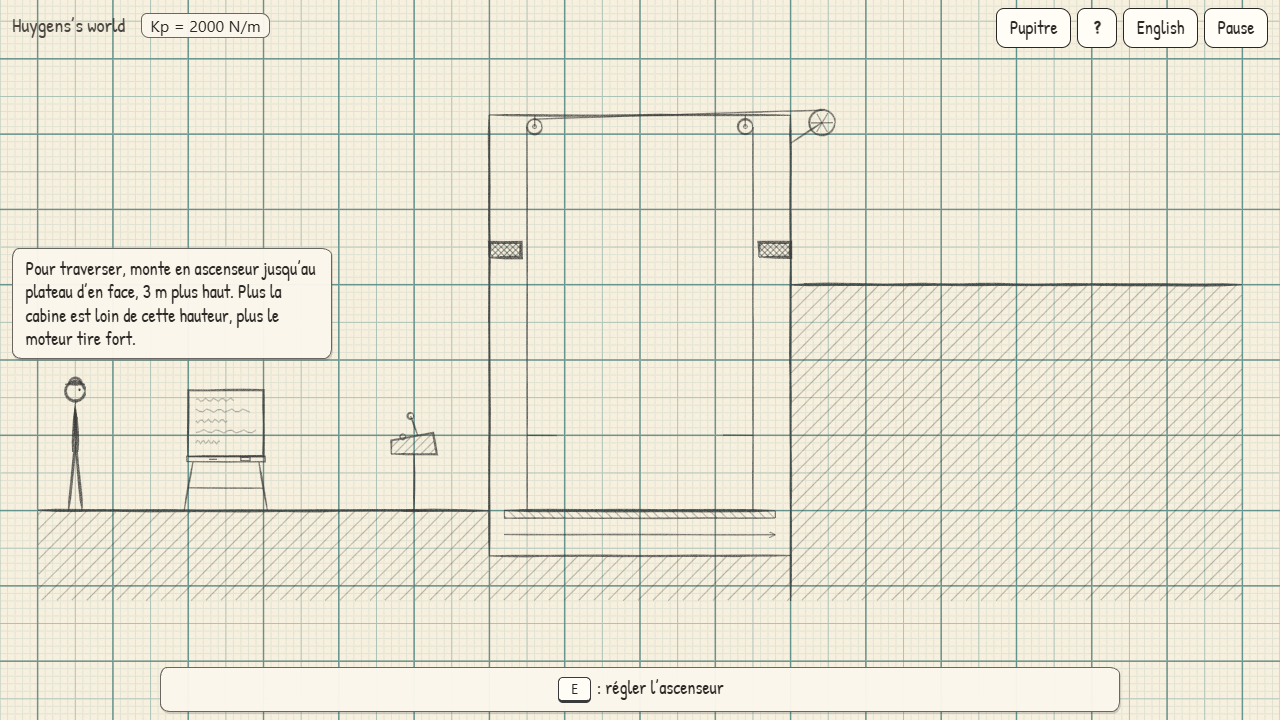 Huygens's world
Kp = 2000 N/m
Pupitre
?
English
Pause
Pour traverser, monte en ascenseur jusqu'au
plateau d'en face, 3 m plus haut. Plus la
cabine est loin de cette hauteur, plus le
moteur tire fort.
E : régler l'ascenseur